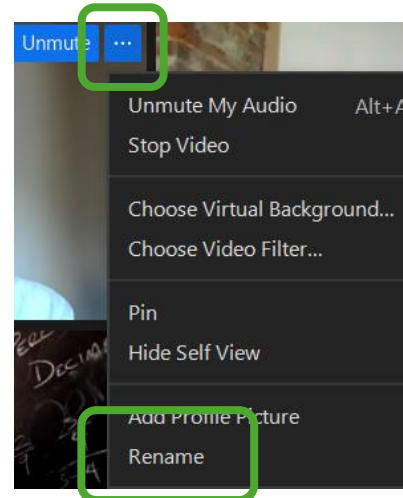 Unmute ...
Unmute My Audio Alt+A
Stop Video
Choose Virtual Background...
Choose Video Filter...
Pin
Hide Self View
DECIMA
Add Profile Picture
Rename